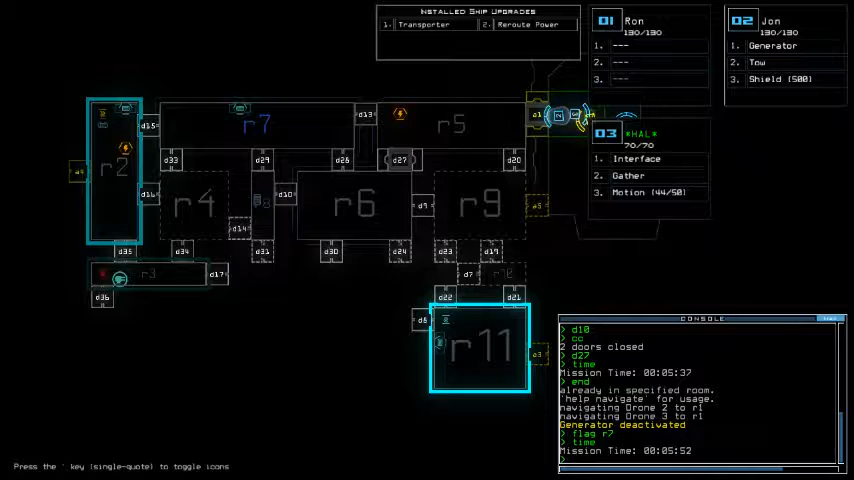 Installed Ship Upgrades
1. Transporter
2. Reroute Power
01 Ron
130/130
1. ---
2. ---
3. ---
02 Jon
130/130
1. Generator
2. Tow
3. Shield (500)
03 *HAL*
70/70
1. Interface
2. Gather
3. Motion (44/50)
a1
d15
r7
d13
r5
r2
d33
d29
d26
d27
d20
d16
r4
d10
r6
d9
r9
a5
d14
d35
d34
d31
d30
d24
d23
d19
r3
d17
d7
r10
d36
d22
d21
r11
a3
CONSOLE
> d10
> cc
2 doors closed
> d27
> time
Mission Time: 00:05:37
> end
already in specified room.
'help navigate' for usage.
navigating Drone 2 to r1
navigating Drone 3 to r1
Generator deactivated
> flag r7
> time
Mission Time: 00:05:52
>
Press the ' key (single-quote) to toggle icons